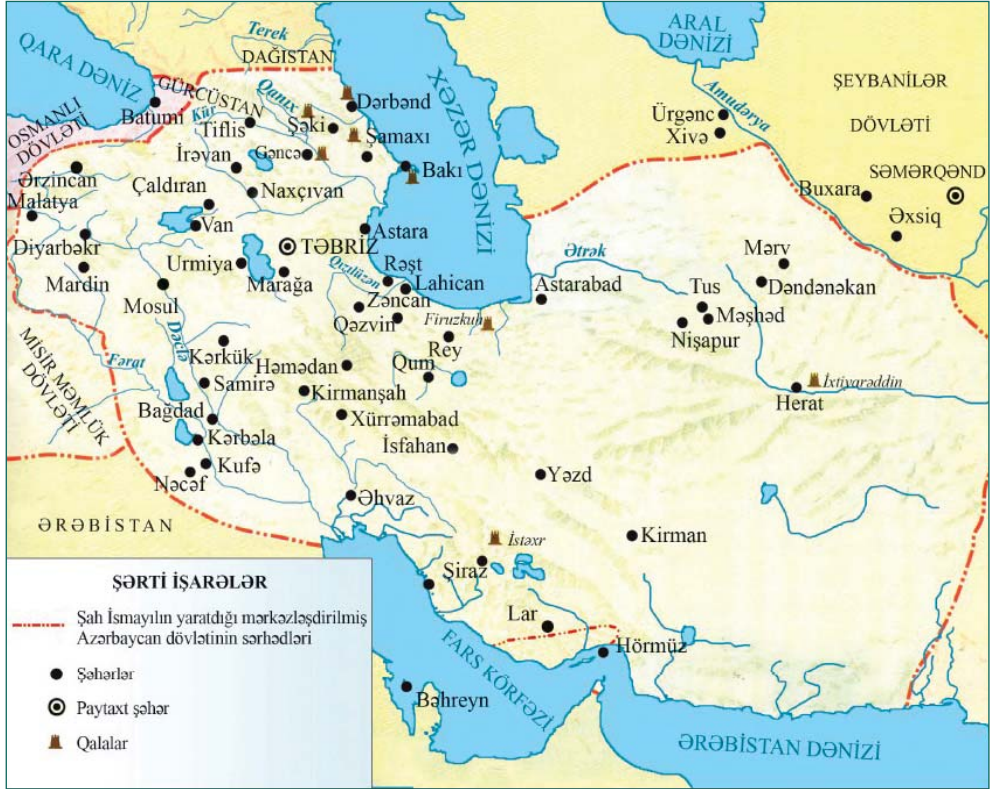 ARAL
DƏNİZİ
Terek
DAĞISTAN
QARA DƏNİZ
XƏZƏR DƏNİZİ
Amudərya
ŞEYBANİLƏR
DÖVLƏTİ
GÜRCÜSTAN
Qanıx
Dərbənd
OSMANLI
DÖVLƏTİ
Batumi
Kür
Tiflis
Şəki
Şamaxı
Ürgənc
Xivə
İrəvan
Gəncə
Bakı
Ərzincan
Çaldıran
Naxçıvan
SƏMƏRQƏND
Buxara
Malatya
Van
Əxsiq
Diyarbəkr
TƏBRİZ
Astara
Mardin
Urmiya
Marağa
Qızılüzən
Rəşt
Lahican
Ətrək
Mərv
Mosul
Zəncan
Astarabad
Tus
Dəndənəkan
Məşhəd
Qəzvin
Firuzkuh
Nişapur
Rey
MİSİR MƏMLÜK
DÖVLƏTİ
Fərat
Dəclə
Kərkük
Həmədan
Qum
Samirə
Kirmanşah
İxtiyarəddin
Herat
Bağdad
Xürrəmabad
Kərbəla
İsfahan
Kufə
Nəcəf
Yəzd
Əhvaz
ƏRƏBİSTAN
İstəxr
Kirman
Şiraz
Lar
Hörmüz
FARS KÖRFƏZİ
Bəhreyn
ƏRƏBİSTAN DƏNİZİ
ŞƏRTİ İŞARƏLƏR
Şah İsmayılın yaratdığı mərkəzləşdirilmiş
Azərbaycan dövlətinin sərhədləri
Şəhərlər
Paytaxt şəhər
Qalalar